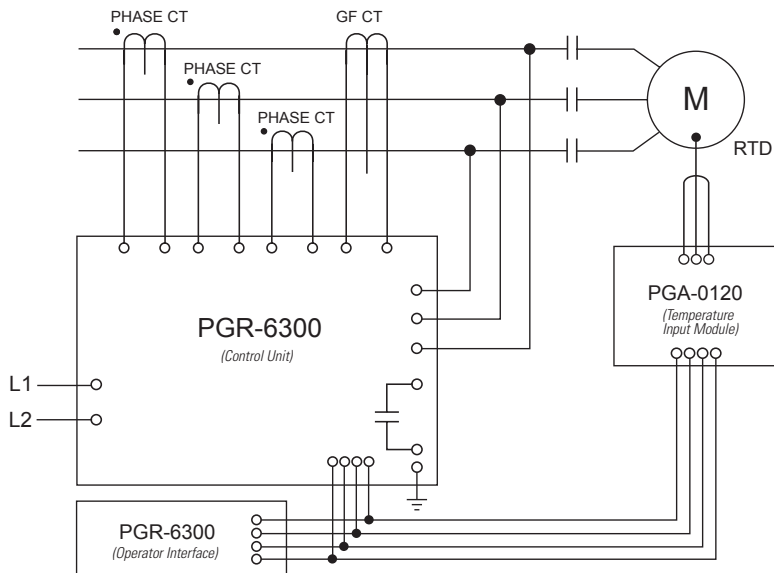 PHASE CT
GF CT
PHASE CT
PHASE CT
M
RTD
PGR-6300
(Control Unit)
PGA-0120
(Temperature
Input Module)
L1
L2
PGR-6300
(Operator Interface)